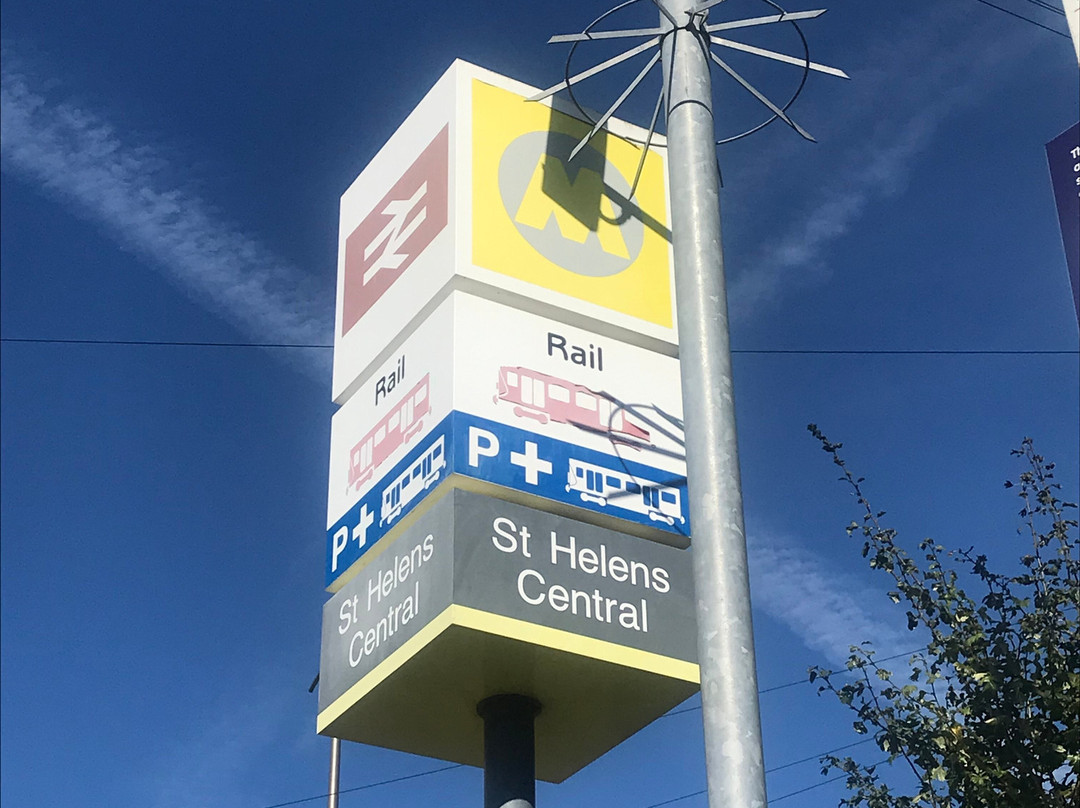 Rail
P+
St Helens
Central
M
Rail
P+
St Helens
Central